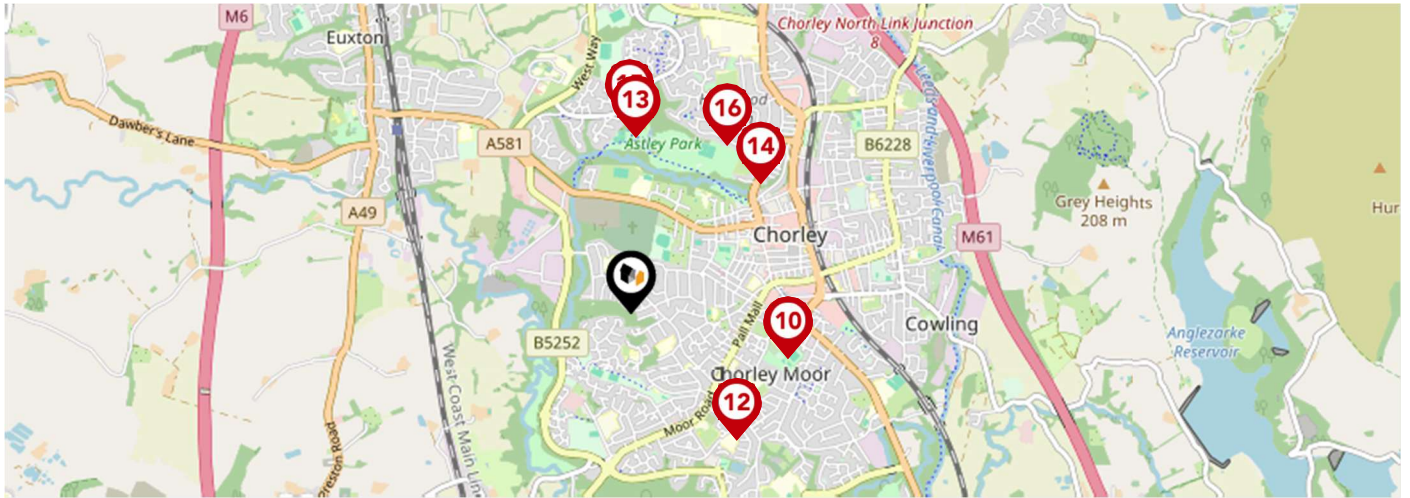 M6
Euxton
West Way
Chorley North Link Junction
8
13
16
14
Dawber's Lane
A581
Astley Park
B6228
Leeds and Liverpool Canal
Grey Heights
208 m
Hur
A49
Chorley
M61
B5252
Pall Mall
10
Cowling
Anglezarke
Reservoir
West Coast Main Lin
Chorley Moor
12
Moor Road
Preston Road